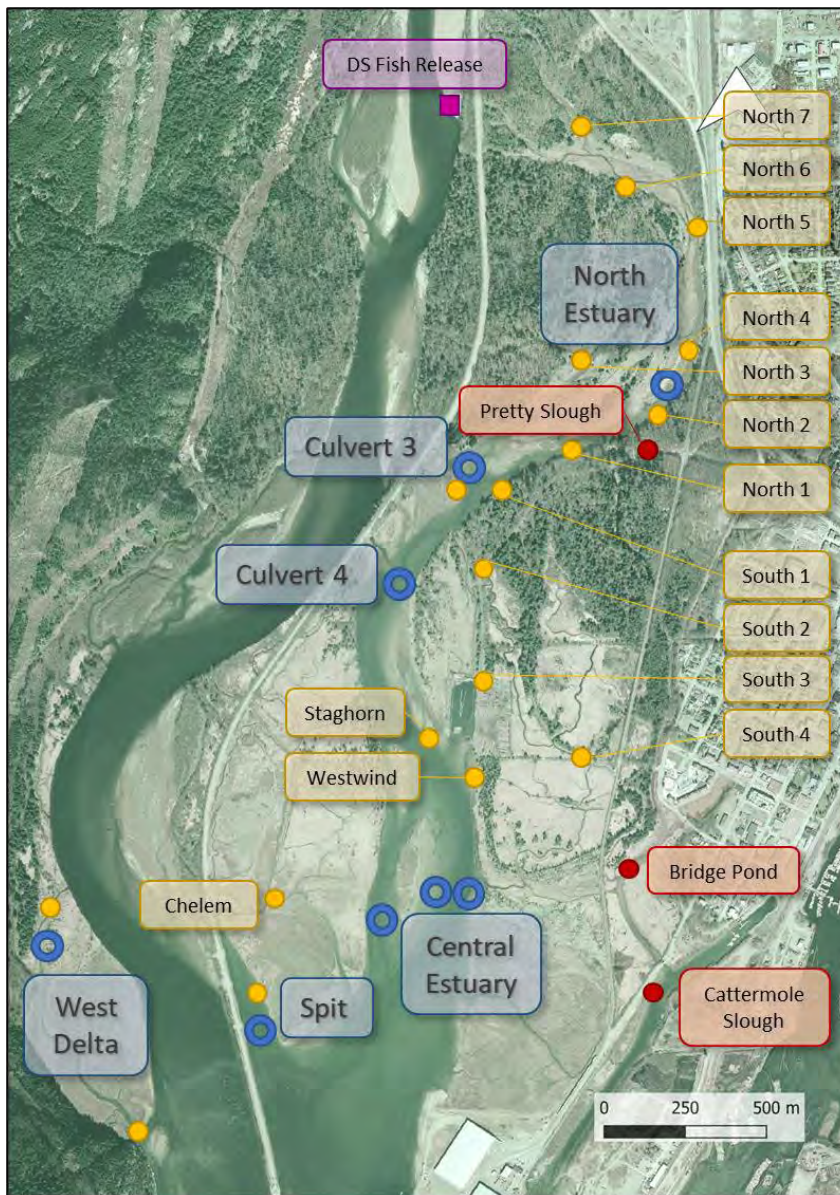 DS Fish Release
North 7
North 6
North 5
North
Estuary
North 4
North 3
Pretty Slough
North 2
Culvert 3
North 1
Culvert 4
South 1
South 2
South 3
Staghorn
South 4
Westwind
Bridge Pond
Chelem
Central
Estuary
West
Delta
Spit
Cattermole
Slough
0 250 500 m